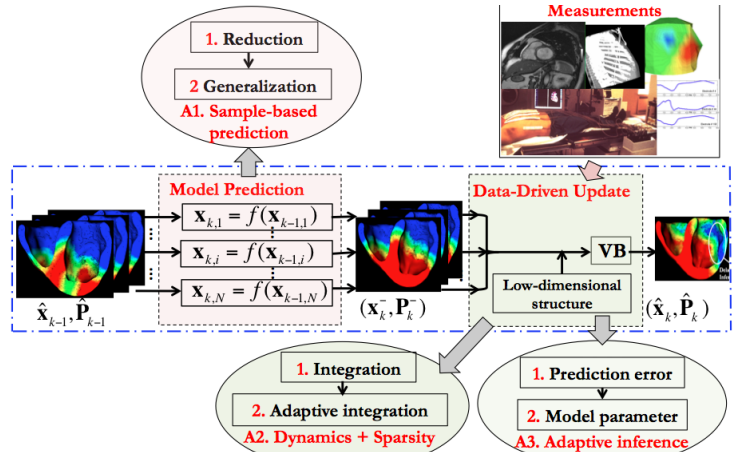 Measurements
1. Reduction
2 Generalization
A1. Sample-based
prediction
Model Prediction
Data-Driven Update
x_{k,1} = f(x_{k-1,1})
x_{k,i} = f(x_{k-1,i})
x_{k,N} = f(x_{k-1,N})
VB
Low-dimensional
structure
x̂_{k-1}, P̂_{k-1}
(x_k^-, P_k^-)
(x̂_k, P̂_k)
1. Integration
2. Adaptive integration
A2. Dynamics + Sparsity
1. Prediction error
2. Model parameter
A3. Adaptive inference